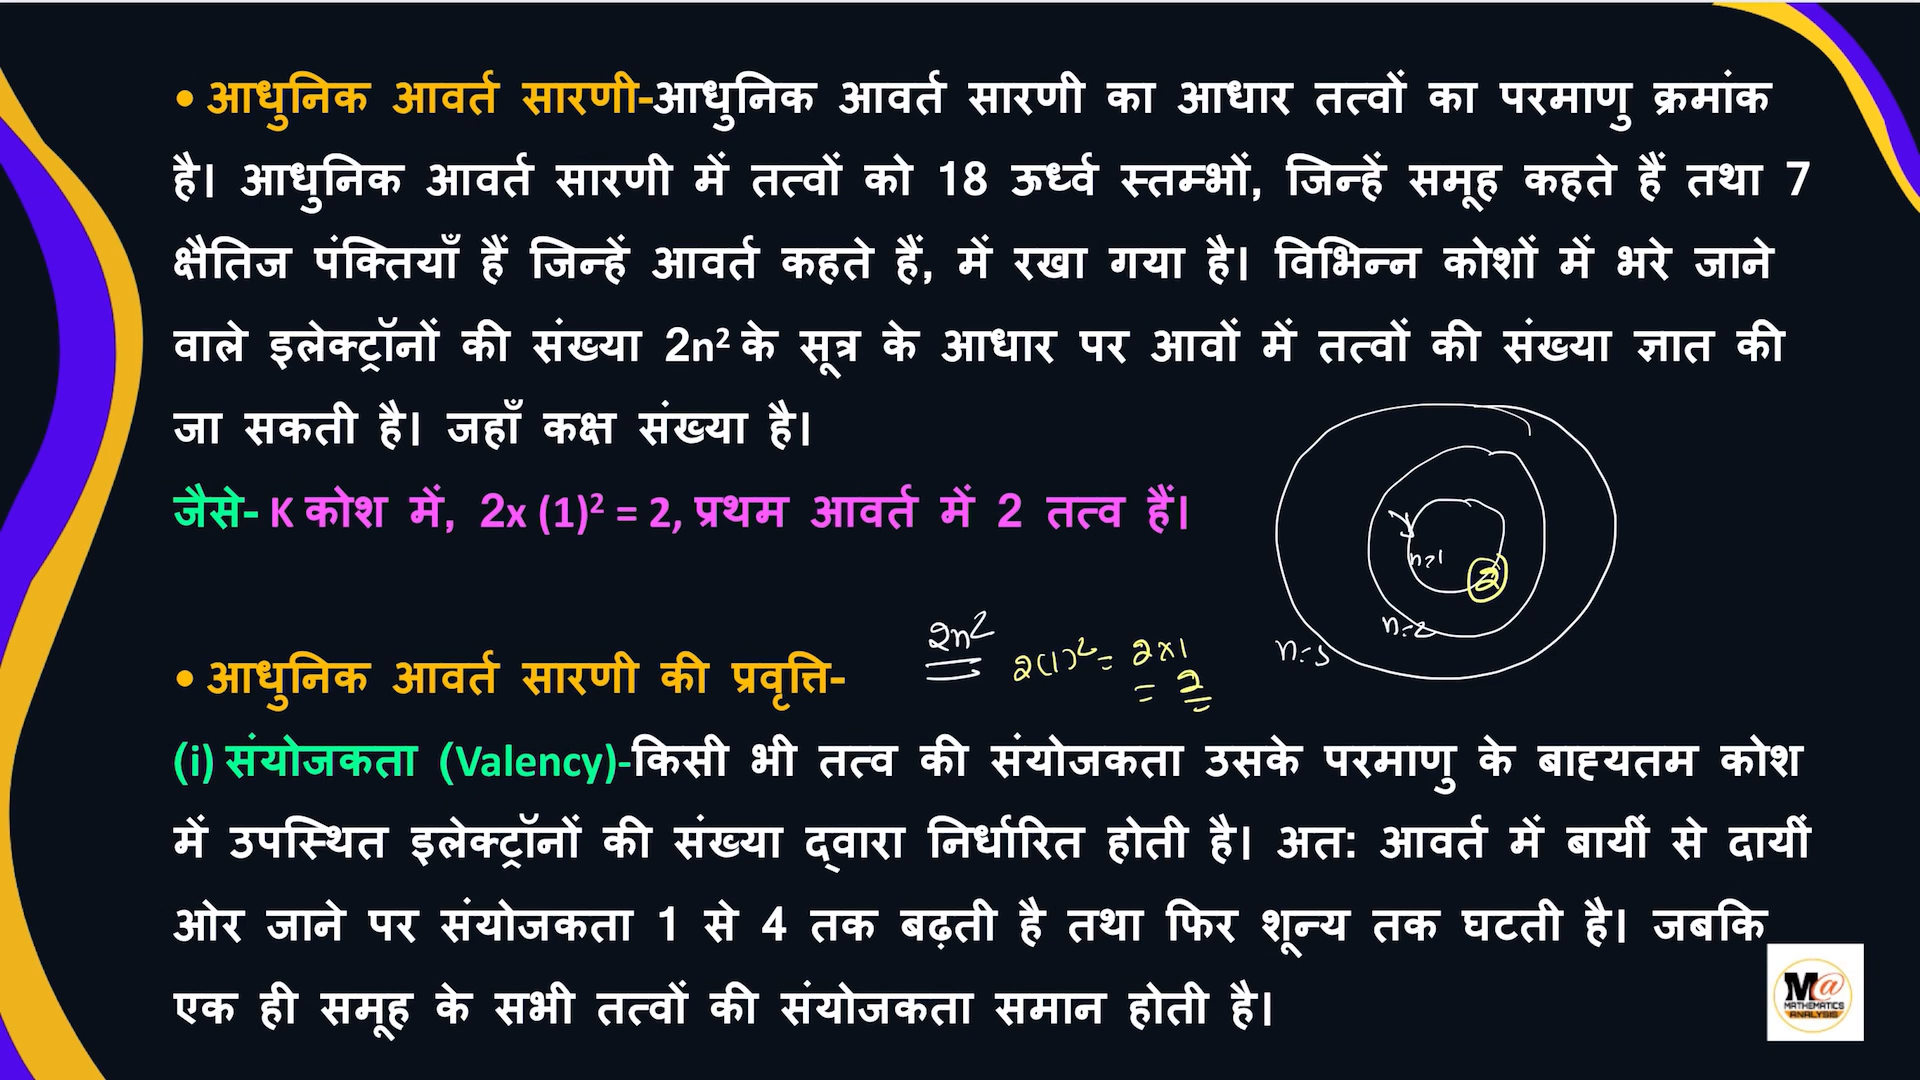 • आधुनिक आवर्त सारणी-आधुनिक आवर्त सारणी का आधार तत्वों का परमाणु क्रमांक
है। आधुनिक आवर्त सारणी में तत्वों को 18 ऊर्ध्व स्तम्भों, जिन्हें समूह कहते हैं तथा 7
क्षैतिज पंक्तियाँ हैं जिन्हें आवर्त कहते हैं, में रखा गया है। विभिन्न कोशों में भरे जाने
वाले इलेक्ट्रॉनों की संख्या 2n² के सूत्र के आधार पर आवों में तत्वों की संख्या ज्ञात की
जा सकती है। जहाँ कक्ष संख्या है।
जैसे- K कोश में, 2x (1)² = 2, प्रथम आवर्त में 2 तत्व हैं।
n=1
2
n=2
n=3
2n² 2(1)² = 2×1
= 2
• आधुनिक आवर्त सारणी की प्रवृत्ति-
(i) संयोजकता (Valency)-किसी भी तत्व की संयोजकता उसके परमाणु के बाह्यतम कोश
में उपस्थित इलेक्ट्रॉनों की संख्या द्वारा निर्धारित होती है। अत: आवर्त में बायीं से दायीं
ओर जाने पर संयोजकता 1 से 4 तक बढ़ती है तथा फिर शून्य तक घटती है। जबकि
एक ही समूह के सभी तत्वों की संयोजकता समान होती है।
M@
MATHEMATICS
ANALYSIS